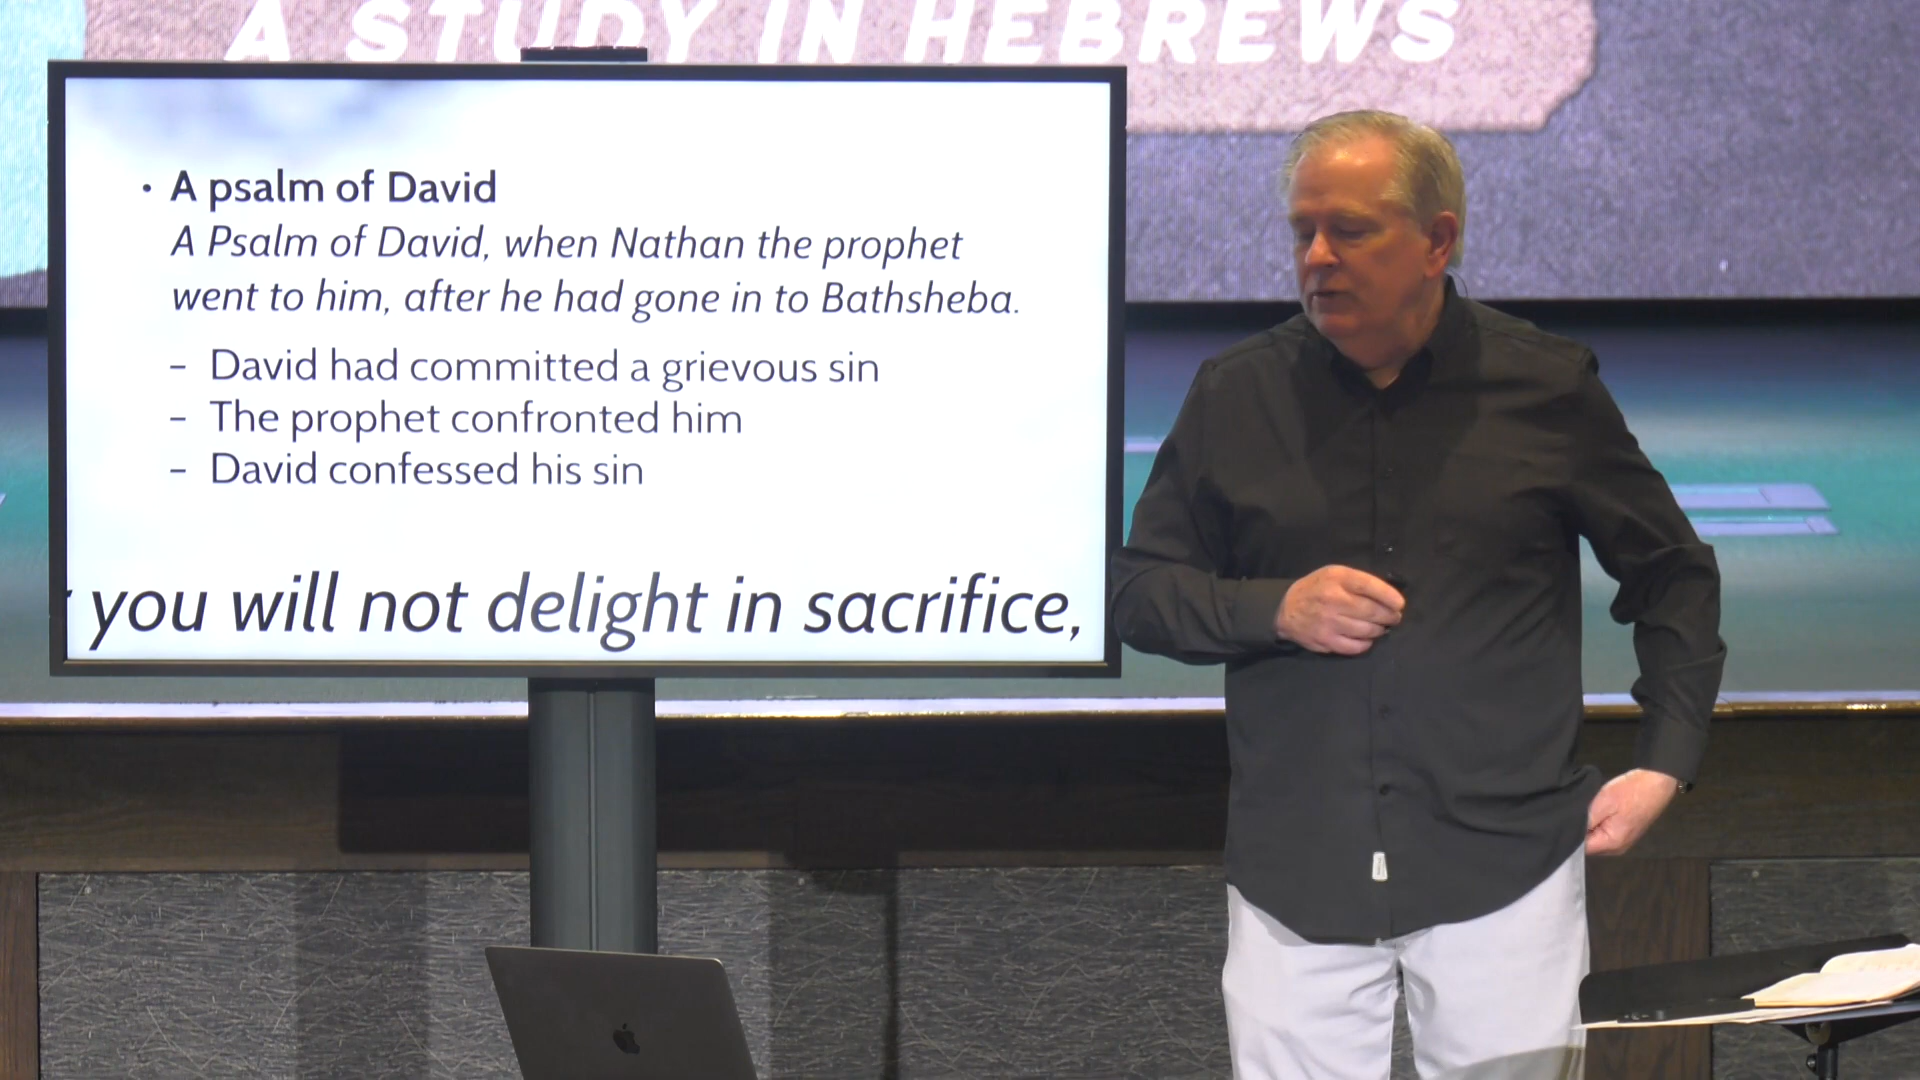 A STUDY IN HEBREWS
• A psalm of David
A Psalm of David, when Nathan the prophet
went to him, after he had gone in to Bathsheba.
– David had committed a grievous sin
– The prophet confronted him
– David confessed his sin
you will not delight in sacrifice,